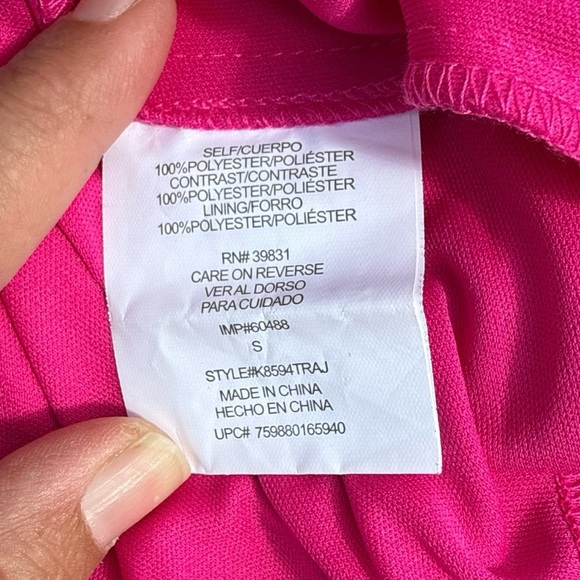 SELF/CUERPO
100%POLYESTER/POLIÉSTER
CONTRAST/CONTRASTE
100%POLYESTER/POLIÉSTER
LINING/FORRO
100%POLYESTER/POLIÉSTER
RN# 39831
CARE ON REVERSE
VER AL DORSO
PARA CUIDADO
IMP#60488
S
STYLE#K8594TRAJ
MADE IN CHINA
HECHO EN CHINA
UPC# 759880165940